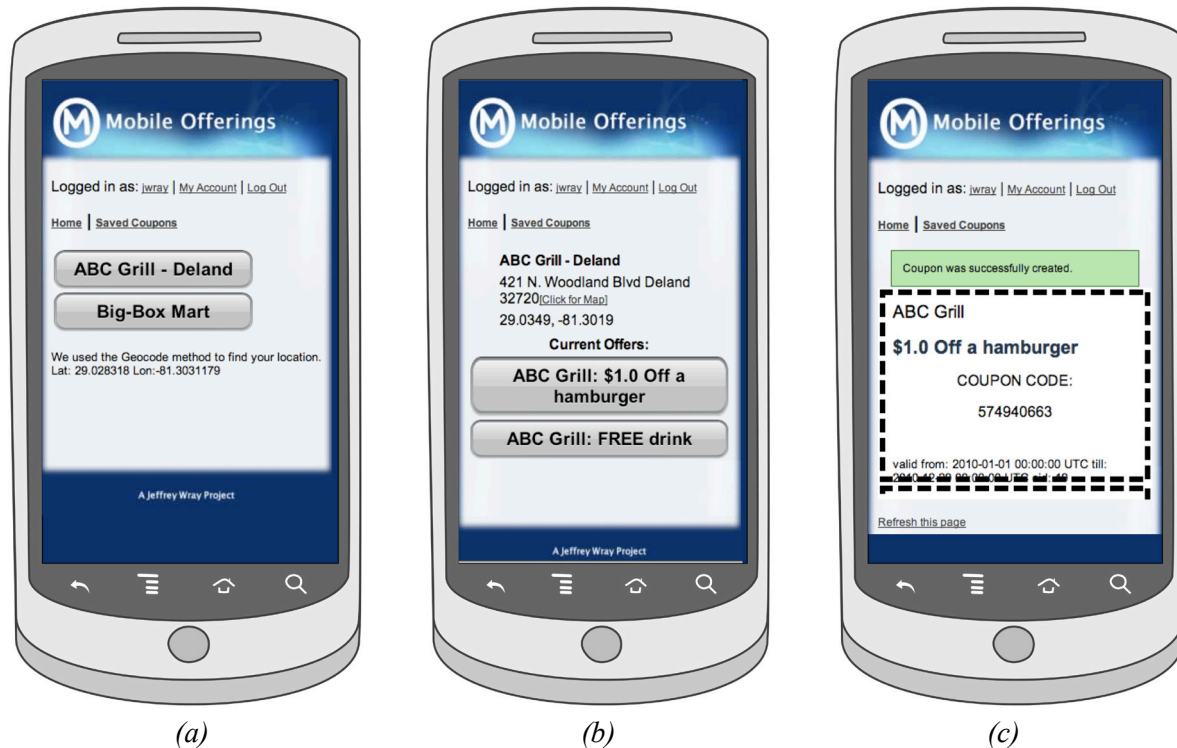 M Mobile Offerings
Logged in as: jwray | My Account | Log Out
Home | Saved Coupons
ABC Grill - Deland
Big-Box Mart
We used the Geocode method to find your location.
Lat: 29.028318 Lon:-81.3031179
A Jeffrey Wray Project
(a)
M Mobile Offerings
Logged in as: jwray | My Account | Log Out
Home | Saved Coupons
ABC Grill - Deland
421 N. Woodland Blvd Deland
32720[Click for Map]
29.0349, -81.3019
Current Offers:
ABC Grill: $1.0 Off a
hamburger
ABC Grill: FREE drink
A Jeffrey Wray Project
(b)
M Mobile Offerings
Logged in as: jwray | My Account | Log Out
Home | Saved Coupons
Coupon was successfully created.
ABC Grill
$1.0 Off a hamburger
COUPON CODE:
574940663
valid from: 2010-01-01 00:00:00 UTC till:
UTC
Refresh this page
(c)